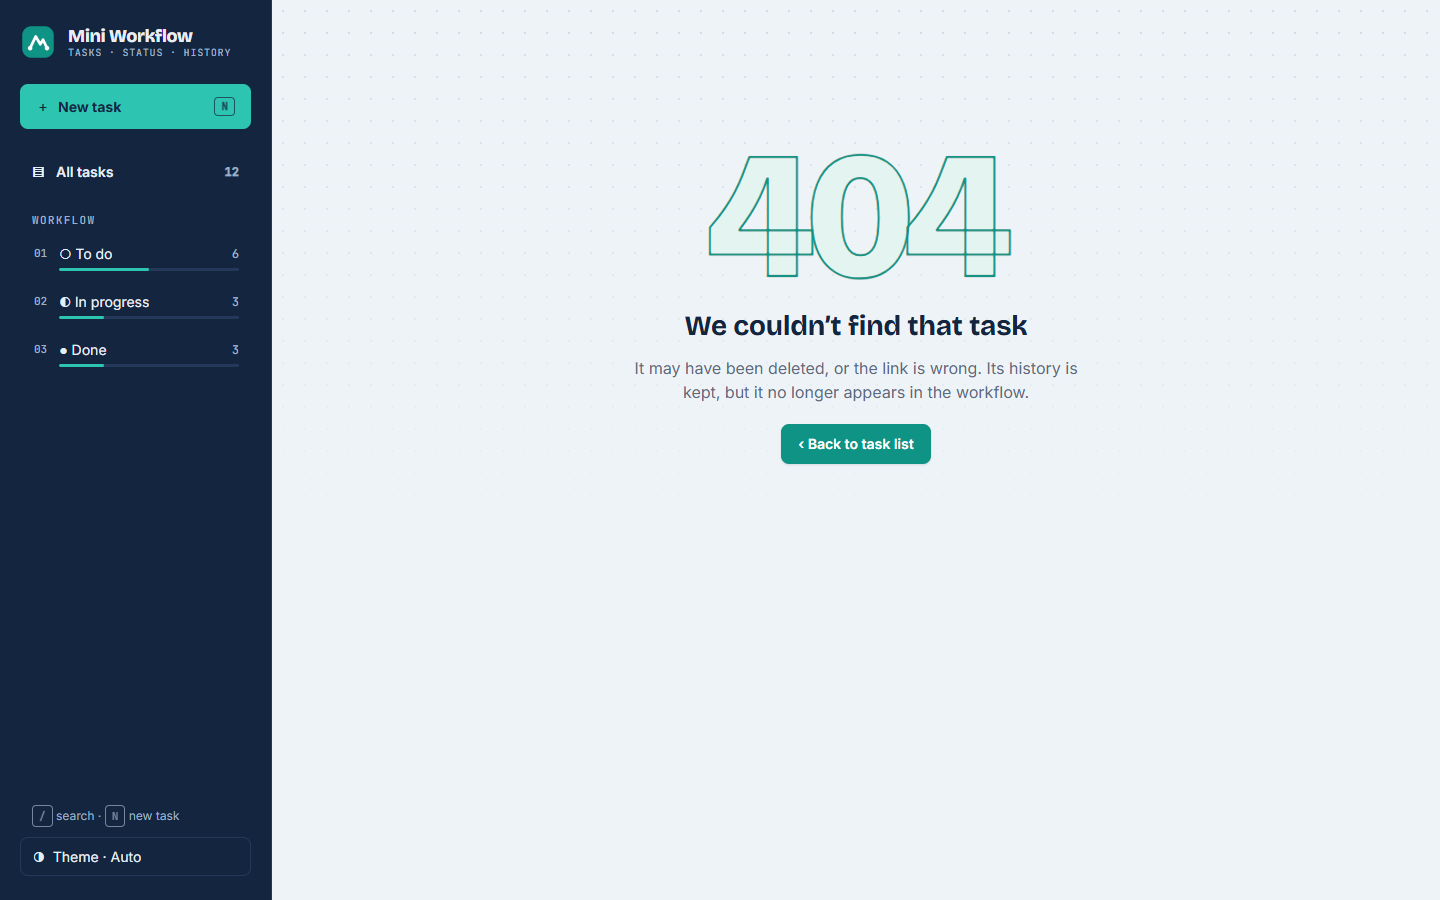 Mini Workflow
TASKS · STATUS · HISTORY
+ New task N
All tasks 12
WORKFLOW
01 To do 6
02 In progress 3
03 Done 3
/ search · N new task
Theme · Auto
404
We couldn’t find that task
It may have been deleted, or the link is wrong. Its history is
kept, but it no longer appears in the workflow.
‹ Back to task list